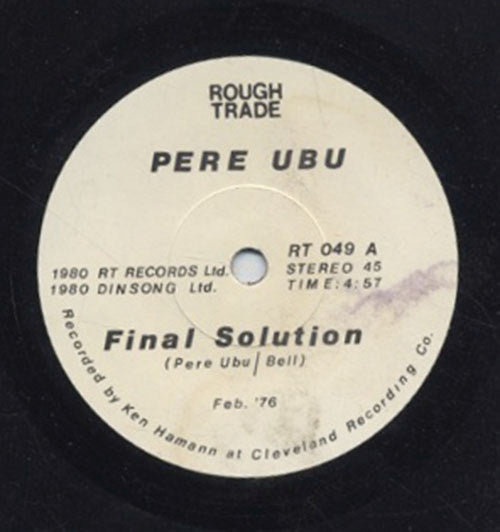 ROUGH
TRADE
PERE UBU
RT 049 A
1980 RT RECORDS Ltd. STEREO 45
1980 DINSONG Ltd. TIME: 4:57
Final Solution
(Pere Ubu/Bell)
Feb. '76
Recorded by Ken Hamann at Cleveland Recording Co.